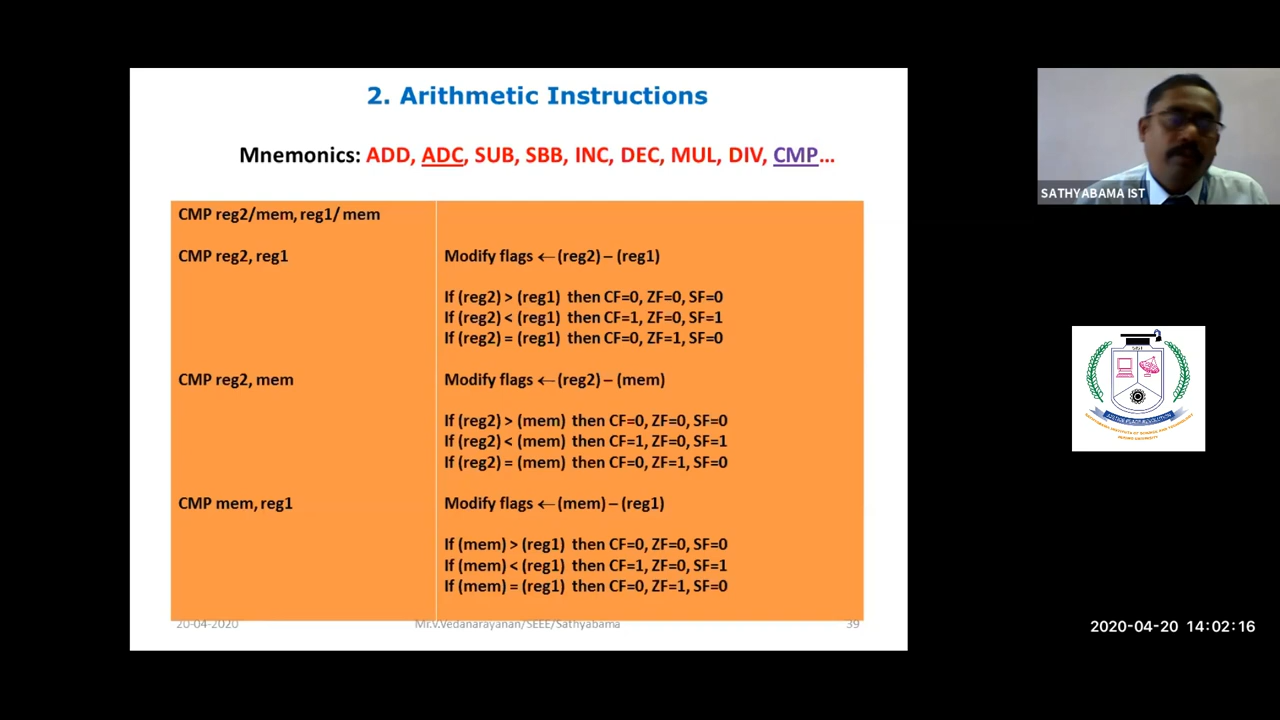 2. Arithmetic Instructions
Mnemonics: ADD, ADC, SUB, SBB, INC, DEC, MUL, DIV, CMP...
CMP reg2/mem, reg1/ mem
CMP reg2, reg1
Modify flags ← (reg2) – (reg1)
If (reg2) > (reg1) then CF=0, ZF=0, SF=0
If (reg2) < (reg1) then CF=1, ZF=0, SF=1
If (reg2) = (reg1) then CF=0, ZF=1, SF=0
CMP reg2, mem
Modify flags ← (reg2) – (mem)
If (reg2) > (mem) then CF=0, ZF=0, SF=0
If (reg2) < (mem) then CF=1, ZF=0, SF=1
If (reg2) = (mem) then CF=0, ZF=1, SF=0
CMP mem, reg1
Modify flags ← (mem) – (reg1)
If (mem) > (reg1) then CF=0, ZF=0, SF=0
If (mem) < (reg1) then CF=1, ZF=0, SF=1
If (mem) = (reg1) then CF=0, ZF=1, SF=0
20-04-2020
Mr.V.Vedanarayanan/SEEE/Sathyabama
39
SATHYABAMA IST
2020-04-20 14:02:16